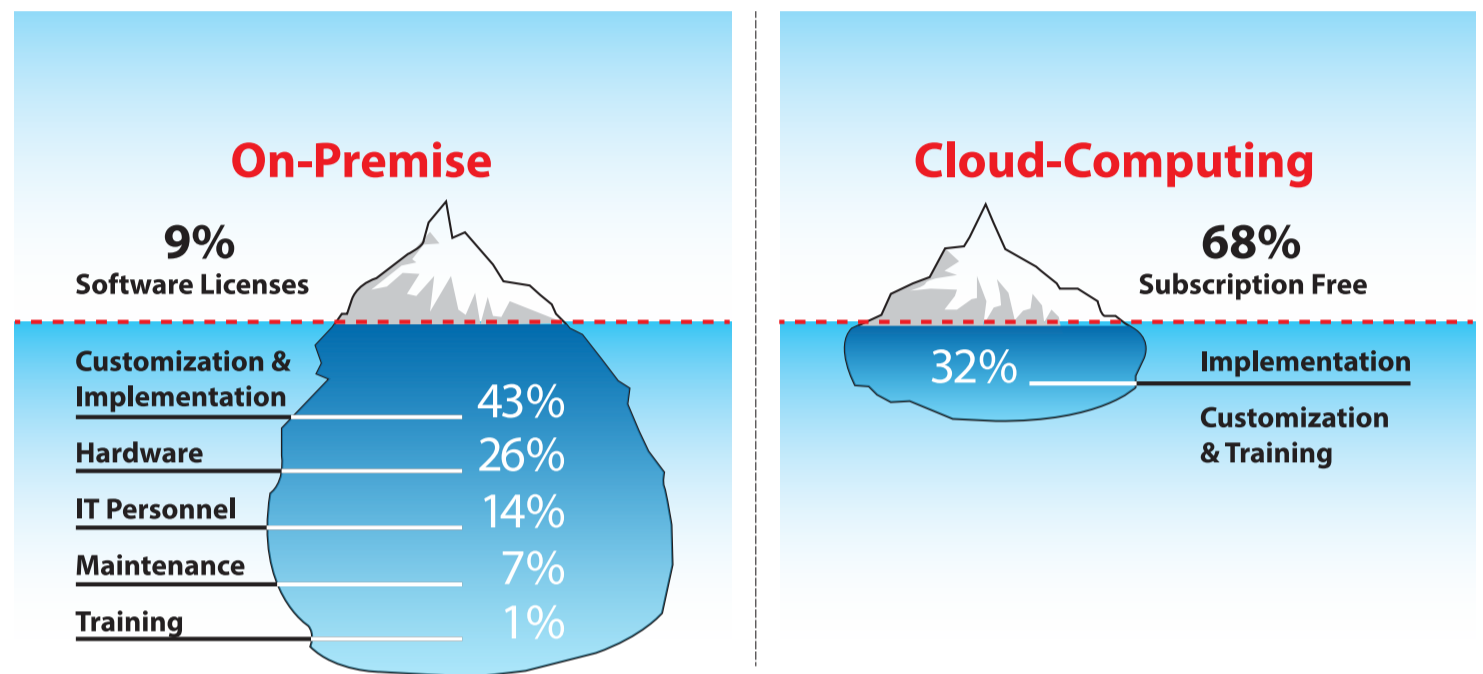 On-Premise
9%
Software Licenses
Customization &
Implementation
43%
Hardware
26%
IT Personnel
14%
Maintenance
7%
Training
1%
Cloud-Computing
68%
Subscription Free
32%
Implementation
Customization
& Training